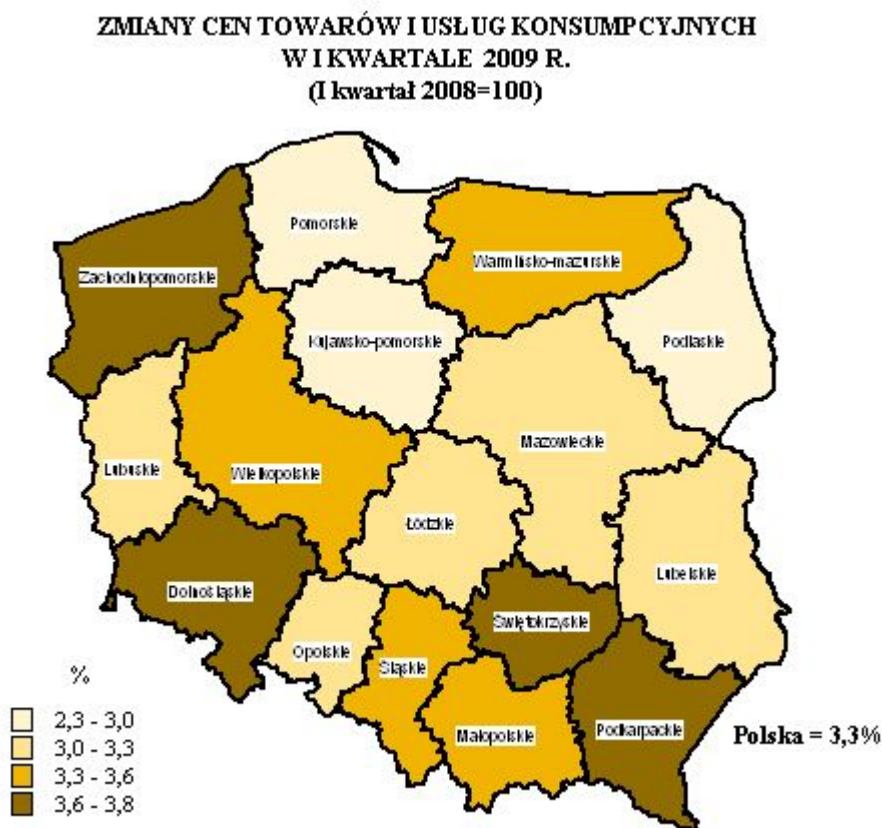 ZMIANY CEN TOWARÓW I USŁUG KONSUMPCYJNYCH
W I KWARTALE 2009 R.
(I kwartał 2008=100)
Pomorskie
Warmińsko-mazurskie
Zachodniopomorskie
Kujawsko-pomorskie
Podlaskie
Mazowieckie
Lubuskie
Wielkopolskie
Łódzkie
Lubelskie
Dolnośląskie
Świętokrzyskie
Opolskie
Śląskie
Podkarpackie
Małopolskie
Polska = 3,3%
%
2,3 - 3,0
3,0 - 3,3
3,3 - 3,6
3,6 - 3,8